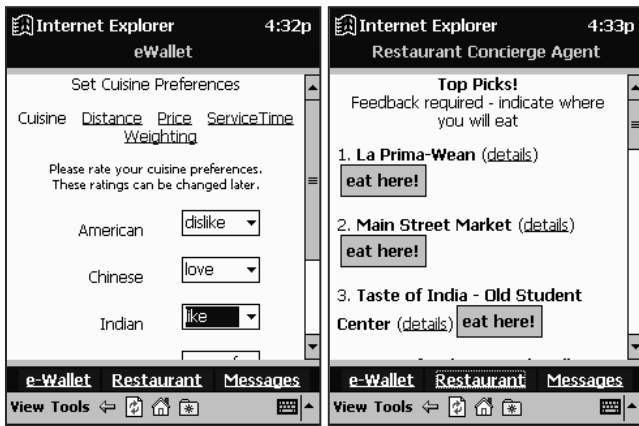 Internet Explorer 4:32p
eWallet
Set Cuisine Preferences
Cuisine Distance Price ServiceTime
Weighting
Please rate your cuisine preferences.
These ratings can be changed later.
American dislike
Chinese love
Indian like
e-Wallet Restaurant Messages
View Tools
Internet Explorer 4:33p
Restaurant Concierge Agent
Top Picks!
Feedback required - indicate where
you will eat
1. La Prima-Wean (details)
eat here!
2. Main Street Market (details)
eat here!
3. Taste of India - Old Student
Center (details) eat here!
e-Wallet Restaurant Messages
View Tools